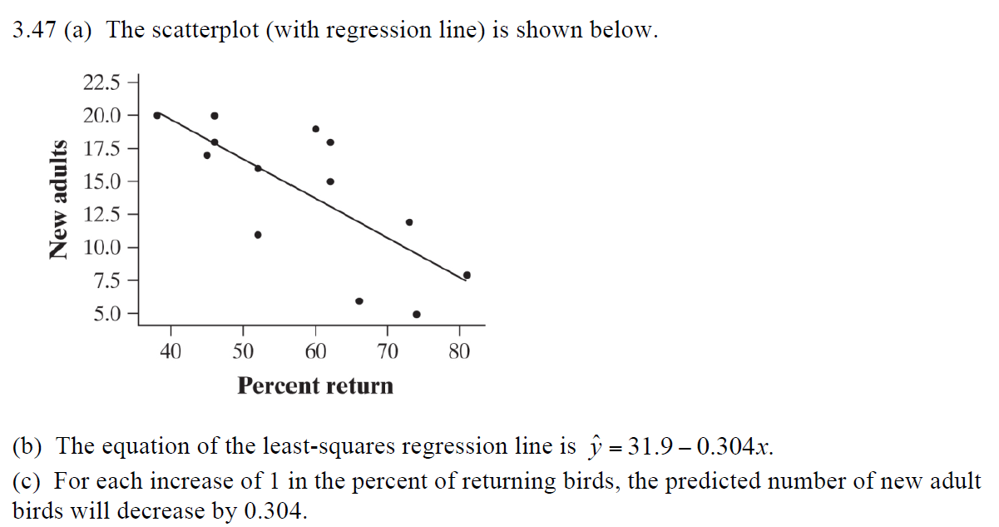 3.47 (a) The scatterplot (with regression line) is shown below.
22.5
20.0
17.5
15.0
12.5
10.0
7.5
5.0
New adults
40 50 60 70 80
Percent return
(b) The equation of the least-squares regression line is ŷ = 31.9 – 0.304x.
(c) For each increase of 1 in the percent of returning birds, the predicted number of new adult
birds will decrease by 0.304.